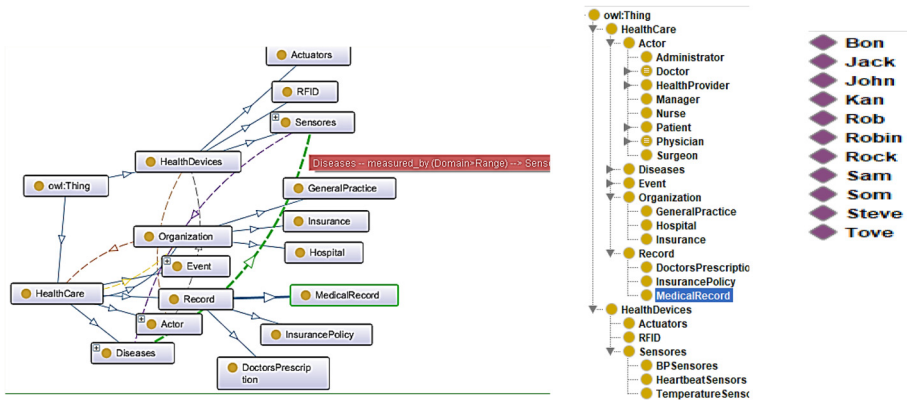 Actuators
RFID
Sensores
Diseases -- measured_by (Domain>Range) --> Sens
HealthDevices
owl:Thing
GeneralPractice
Insurance
Organization
Hospital
Event
HealthCare
Record
MedicalRecord
Actor
InsurancePolicy
Diseases
DoctorsPrescrip
tion
owl:Thing
HealthCare
Actor
Administrator
Doctor
HealthProvider
Manager
Nurse
Patient
Physician
Surgeon
Diseases
Event
Organization
GeneralPractice
Hospital
Insurance
Record
DoctorsPrescriptio
InsurancePolicy
MedicalRecord
HealthDevices
Actuators
RFID
Sensores
BPSensores
HeartbeatSensors
TemperatureSens
Bon
Jack
John
Kan
Rob
Robin
Rock
Sam
Som
Steve
Tove